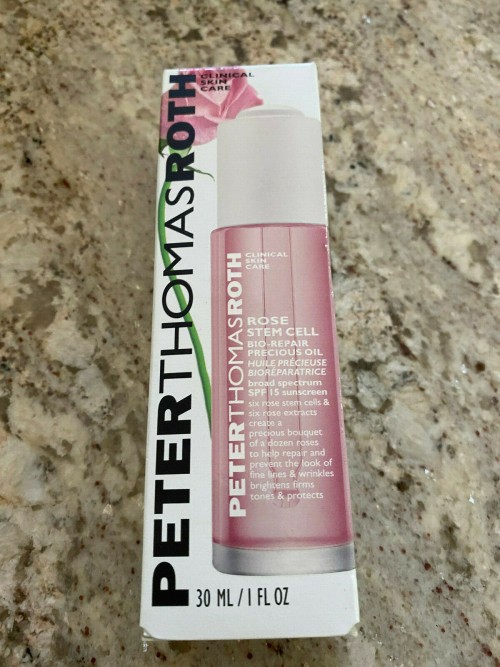 PETERTHOMASROTH
CLINICAL
SKIN
CARE
PETERTHOMASROTH
CLINICAL
SKIN
CARE
ROSE
STEM CELL
BIO-REPAIR
PRECIOUS OIL
HUILE PRÉCIEUSE
BIORÉPARATRICE
broad spectrum
SPF 15 sunscreen
six rose stem cells &
six rose extracts
create a
precious bouquet
of a dozen roses
to help repair and
prevent the look of
fine lines & wrinkles
brightens firms
tones & protects
30 ML / 1 FL OZ